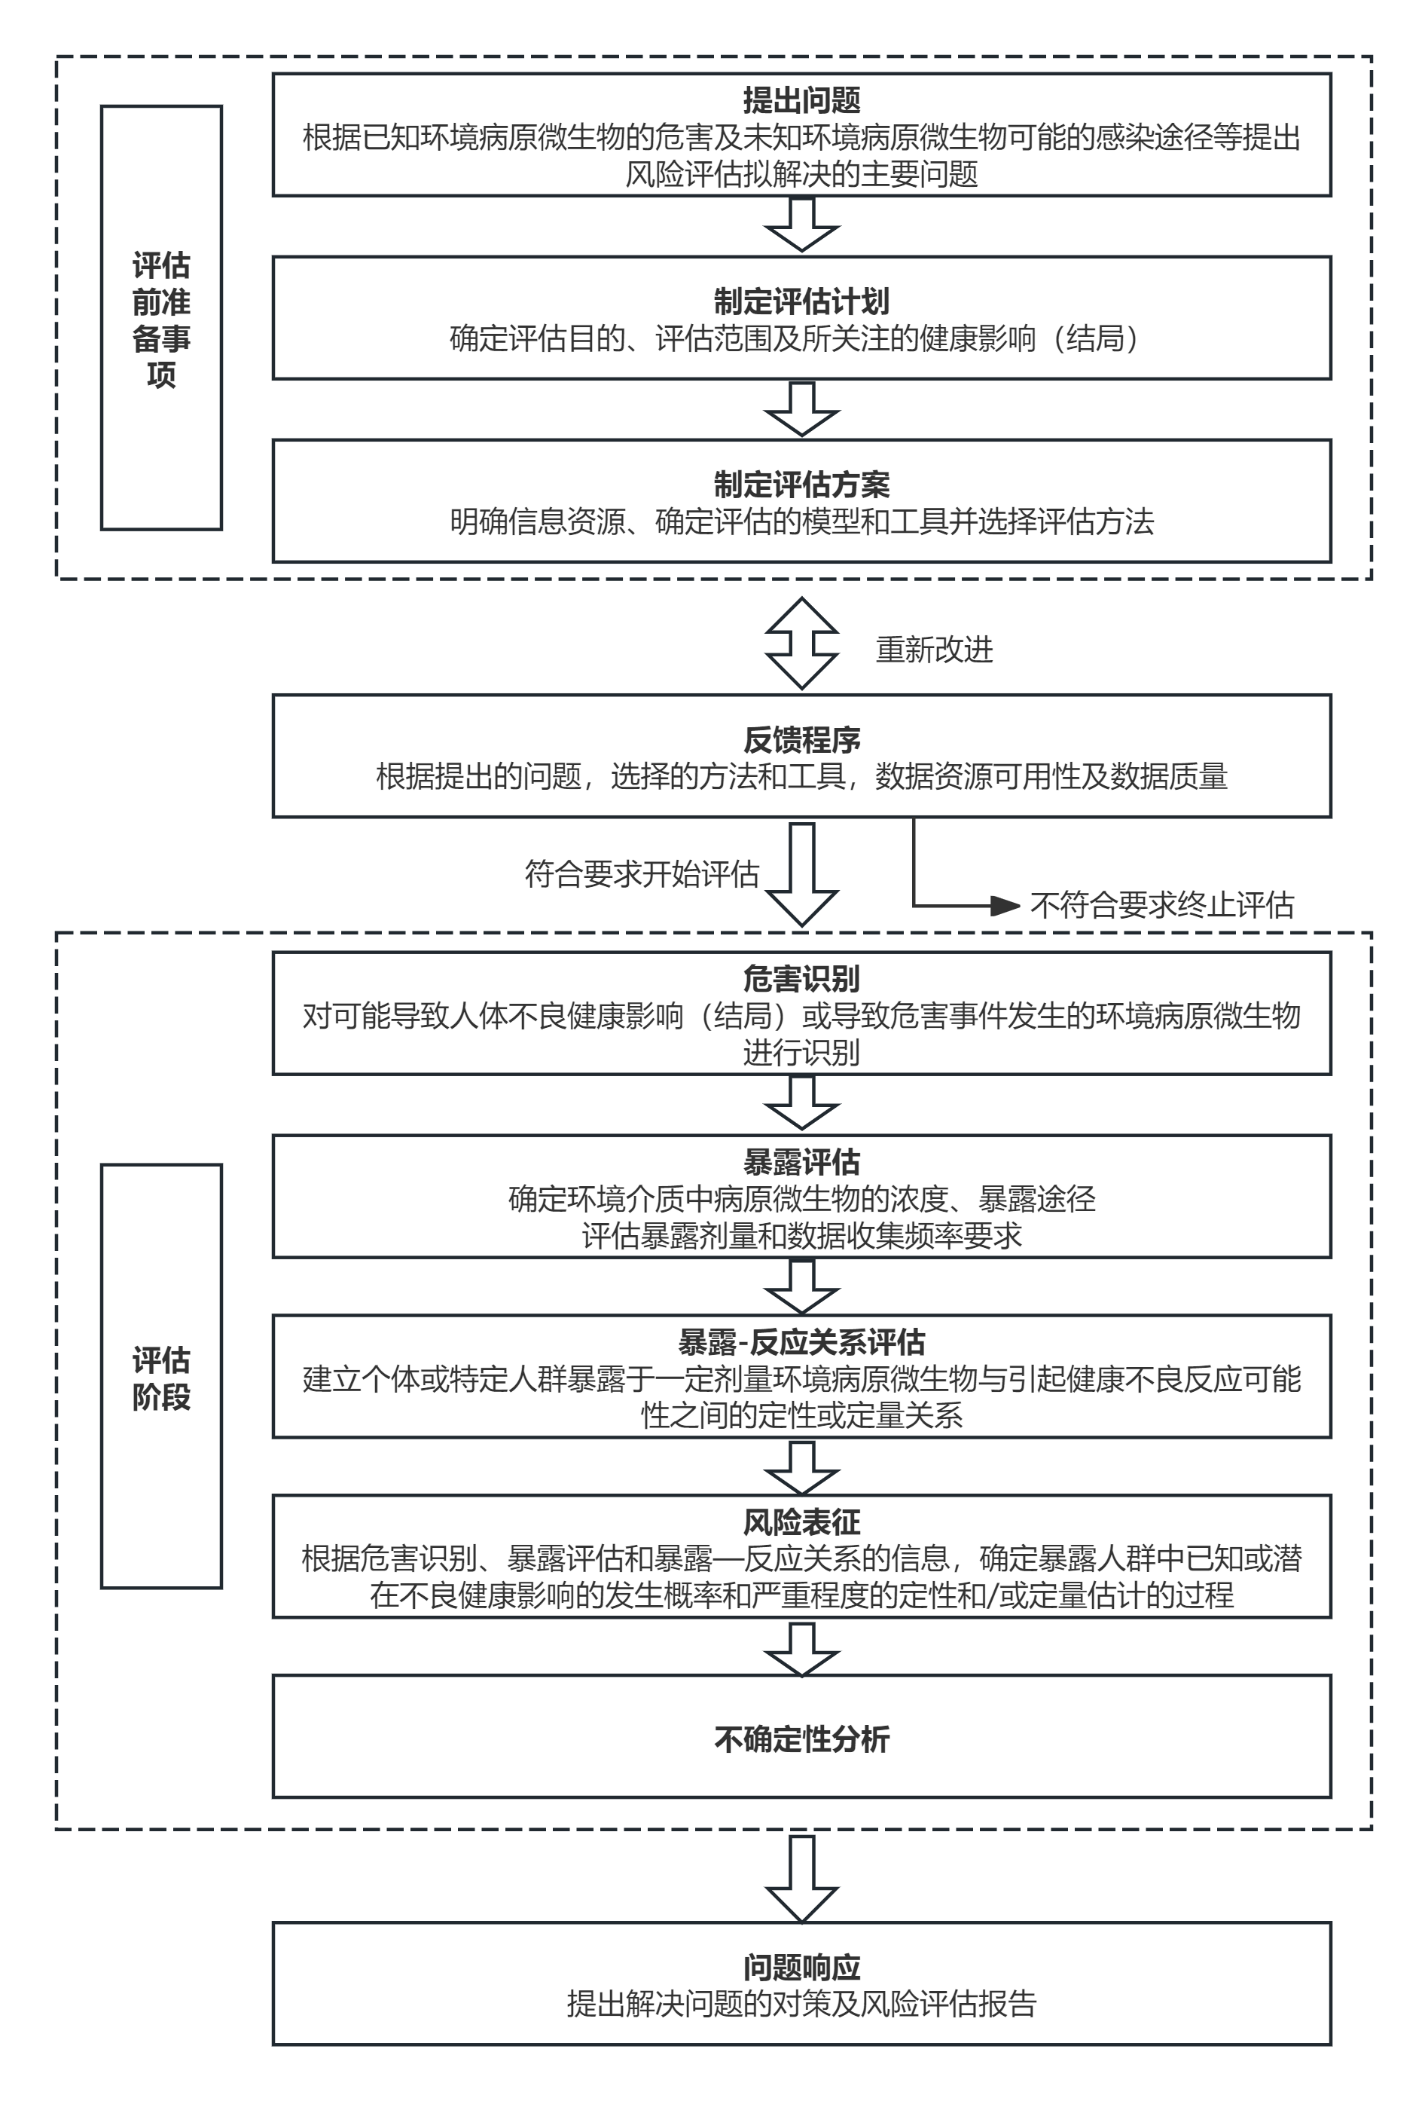 评估
前准
备事
项
提出问题
根据已知环境病原微生物的危害及未知环境病原微生物可能的感染途径等提出
风险评估拟解决的主要问题
制定评估计划
确定评估目的、评估范围及所关注的健康影响（结局）
制定评估方案
明确信息资源、确定评估的模型和工具并选择评估方法
重新改进
反馈程序
根据提出的问题，选择的方法和工具，数据资源可用性及数据质量
符合要求开始评估
不符合要求终止评估
评估
阶段
危害识别
对可能导致人体不良健康影响（结局）或导致危害事件发生的环境病原微生物
进行识别
暴露评估
确定环境介质中病原微生物的浓度、暴露途径
评估暴露剂量和数据收集频率要求
暴露-反应关系评估
建立个体或特定人群暴露于一定剂量环境病原微生物与引起健康不良反应可能
性之间的定性或定量关系
风险表征
根据危害识别、暴露评估和暴露—反应关系的信息，确定暴露人群中已知或潜
在不良健康影响的发生概率和严重程度的定性和/或定量估计的过程
不确定性分析
问题响应
提出解决问题的对策及风险评估报告